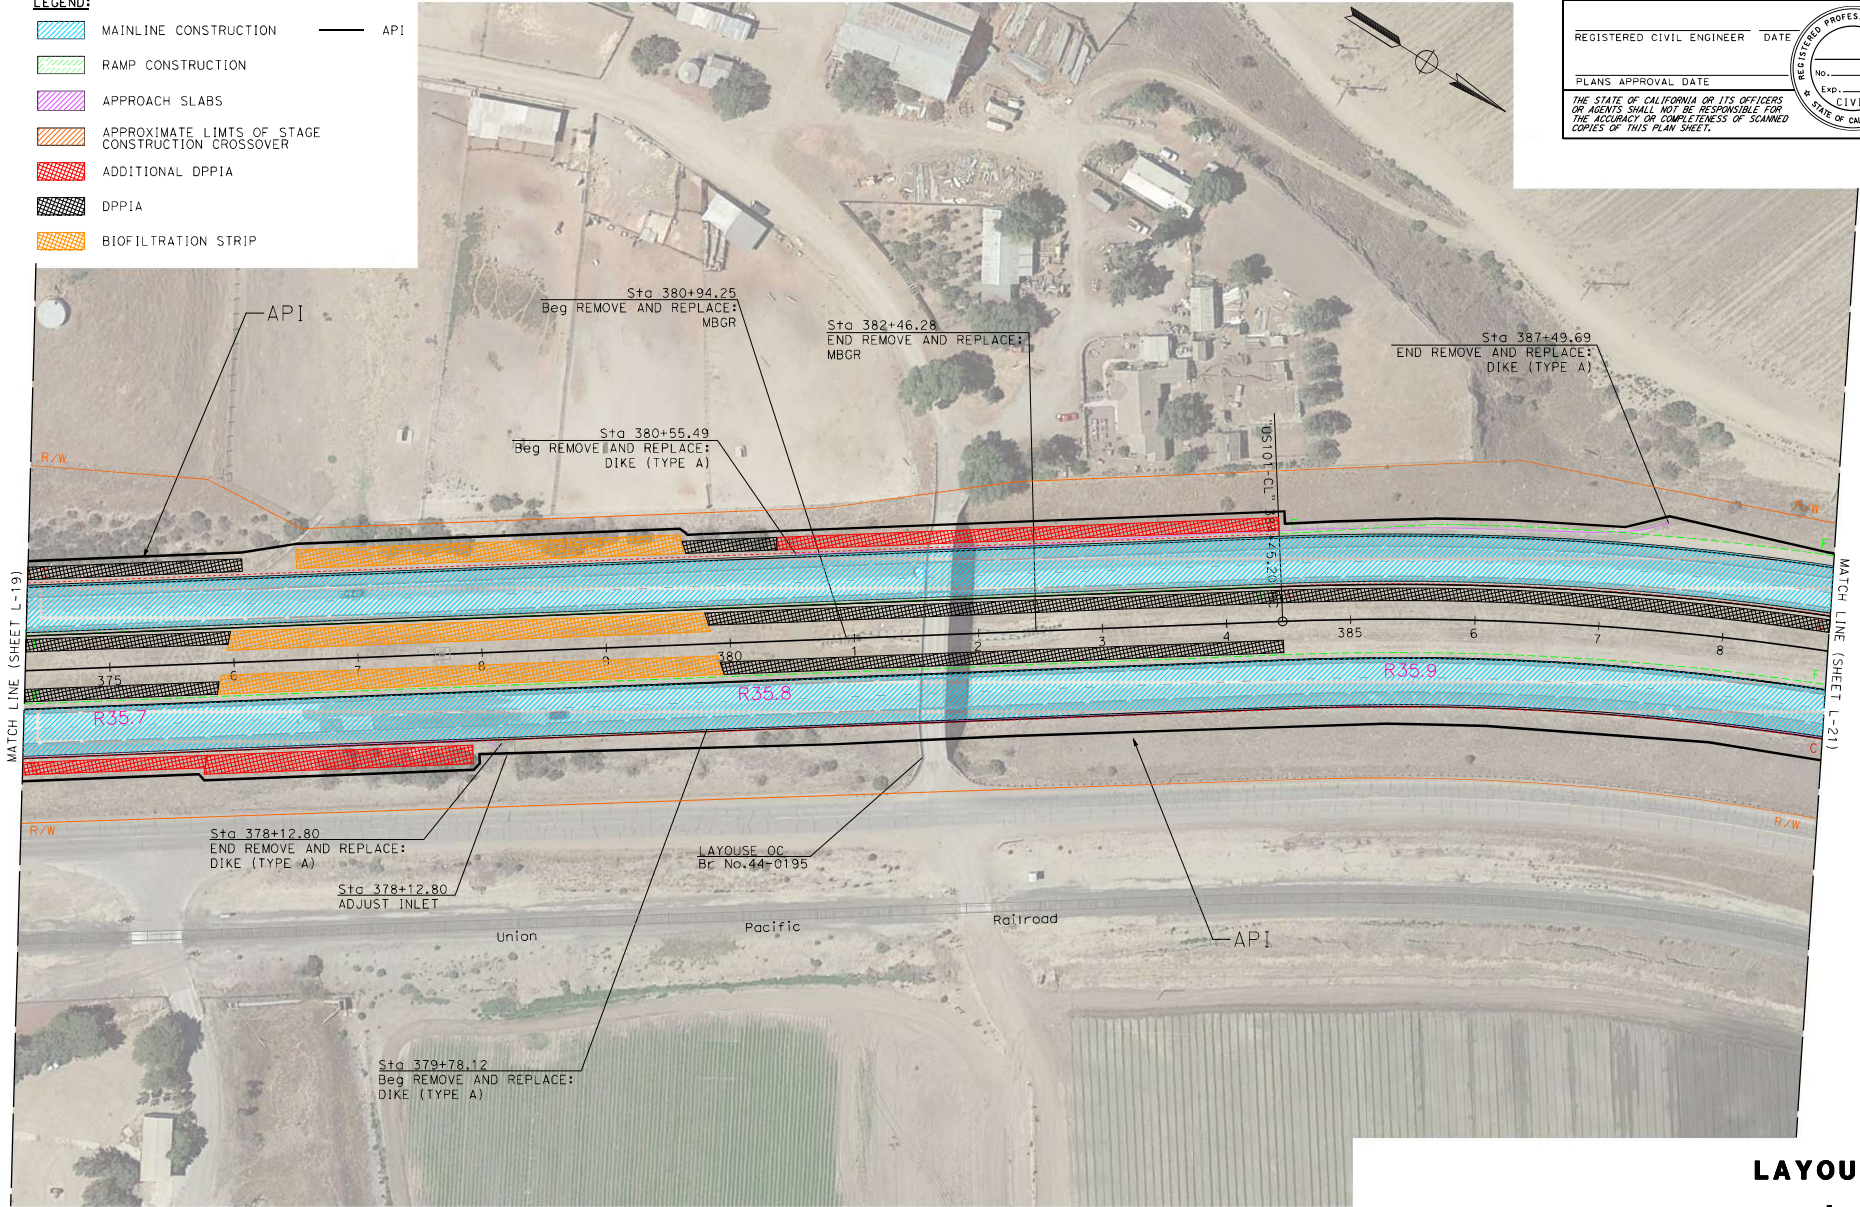 LEGEND:
MAINLINE CONSTRUCTION
API
RAMP CONSTRUCTION
APPROACH SLABS
APPROXIMATE LIMTS OF STAGE
CONSTRUCTION CROSSOVER
ADDITIONAL DPPIA
DPPIA
BIOFILTRATION STRIP
REGISTERED CIVIL ENGINEER DATE
PLANS APPROVAL DATE
THE STATE OF CALIFORNIA OR ITS OFFICERS
OR AGENTS SHALL NOT BE RESPONSIBLE FOR
THE ACCURACY OR COMPLETENESS OF SCANNED
COPIES OF THIS PLAN SHEET.
REGISTERED PROFES
No.
Exp.
CIVI
STATE OF CAL
API
Sta 380+94.25
Beg REMOVE AND REPLACE:
MBGR
Sta 382+46.28
END REMOVE AND REPLACE:
MBGR
Sta 387+49.69
END REMOVE AND REPLACE:
DIKE (TYPE A)
Sta 380+55.49
Beg REMOVE AND REPLACE:
DIKE (TYPE A)
"US101-CL"
R/W
R/W
F
MATCH LINE (SHEET L-19)
MATCH LINE (SHEET L-21)
375 6 7 8 9 380 1 2 3 4 385 6 7 8
R35.7
R35.8
R35.9
F
C
R/W
R/W
Sta 378+12.80
END REMOVE AND REPLACE:
DIKE (TYPE A)
Sta 378+12.80
ADJUST INLET
LAYOUSE OC
Br No.44-0195
Union Pacific Railroad
API
Sta 379+78.12
Beg REMOVE AND REPLACE:
DIKE (TYPE A)
LAYOU